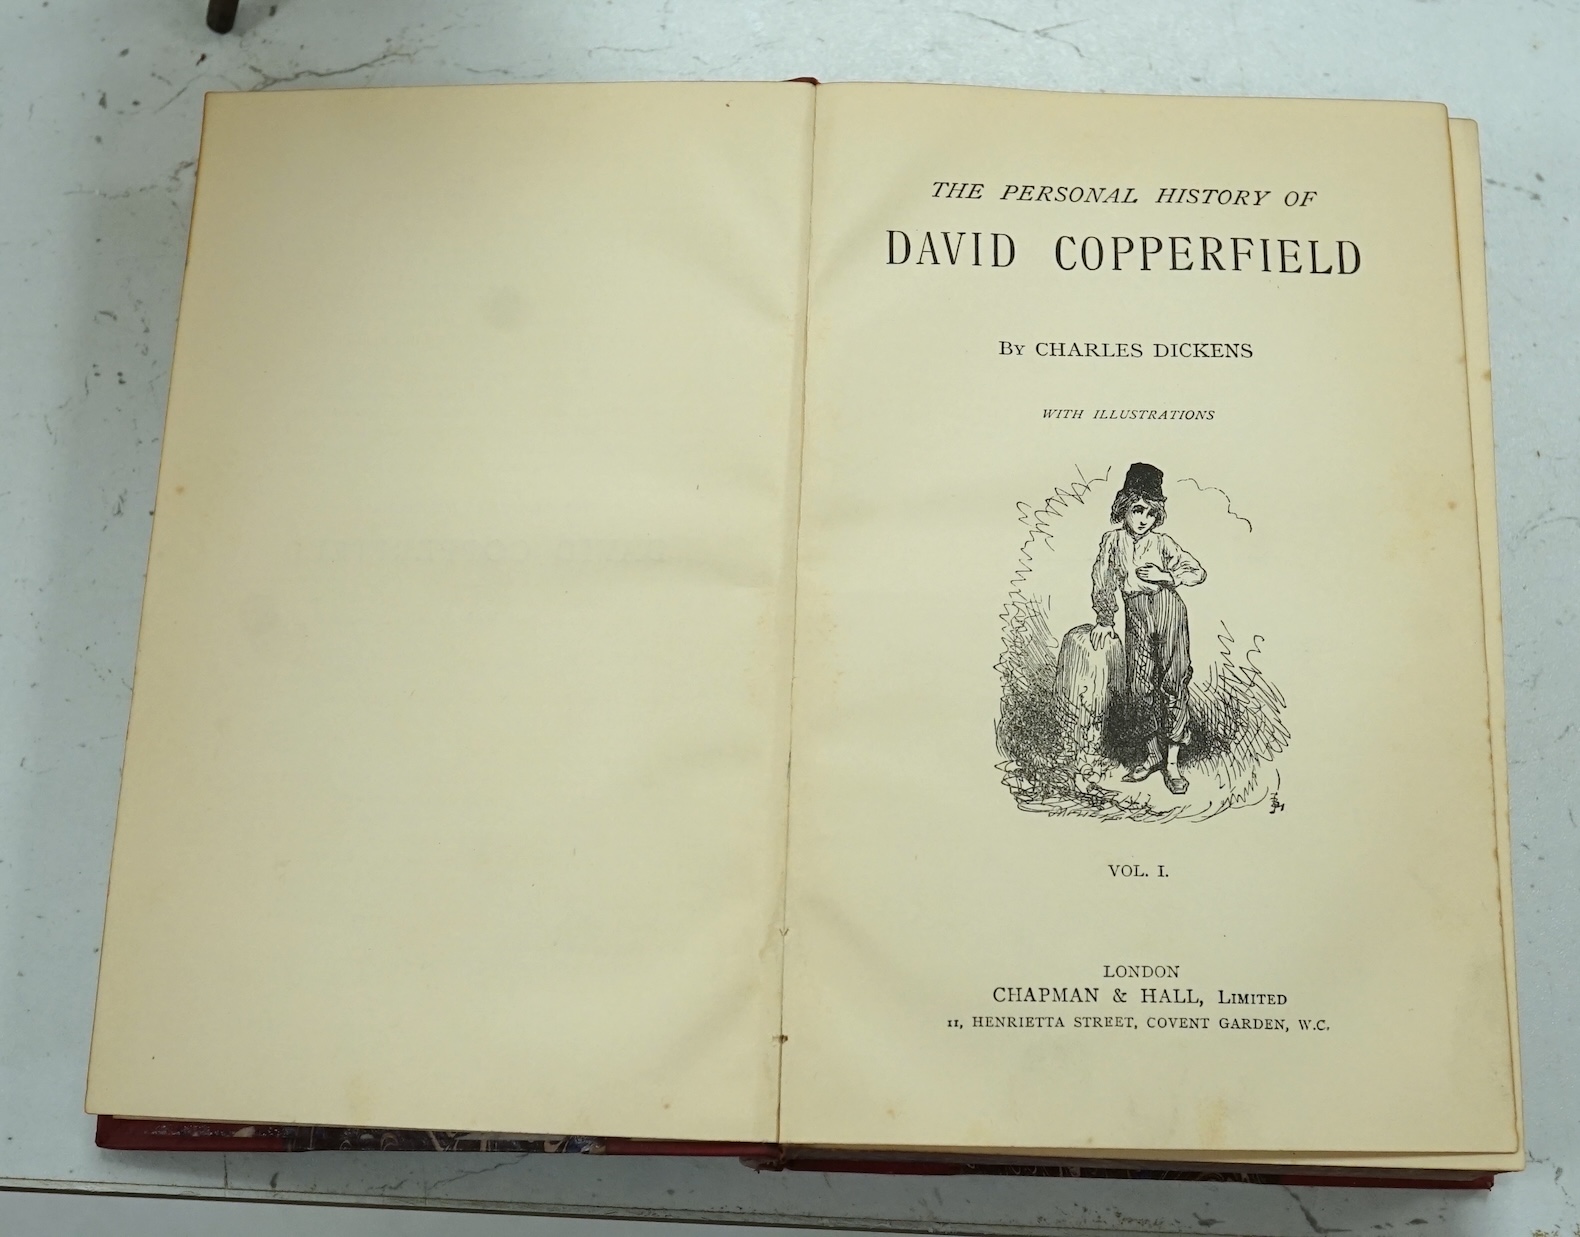 THE PERSONAL HISTORY OF
DAVID COPPERFIELD
By CHARLES DICKENS
WITH ILLUSTRATIONS
VOL. I.
LONDON
CHAPMAN & HALL, Limited
11, HENRIETTA STREET, COVENT GARDEN, W.C.